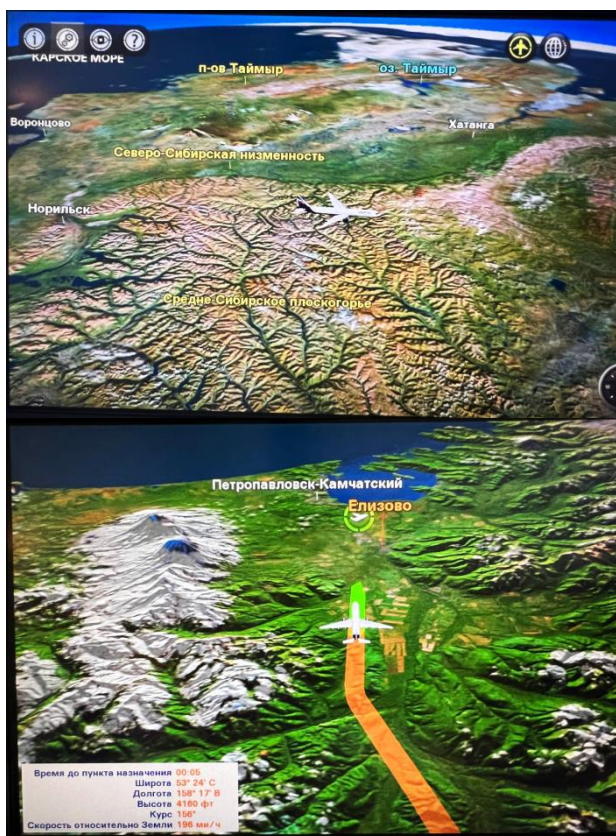 КАРСКОЕ МОРЕ
п-ов Таймыр
оз. Таймыр
Воронцово
Хатанга
Северо-Сибирская низменность
Норильск
Средне-Сибирское плоскогорье
Петропавловск-Камчатский
Елизово
Время до пункта назначения 00:05
Широта 53° 24' С
Долгота 158° 17' В
Высота 4160 фт
Курс 156°
Скорость относительно Земли 196 ми/ч